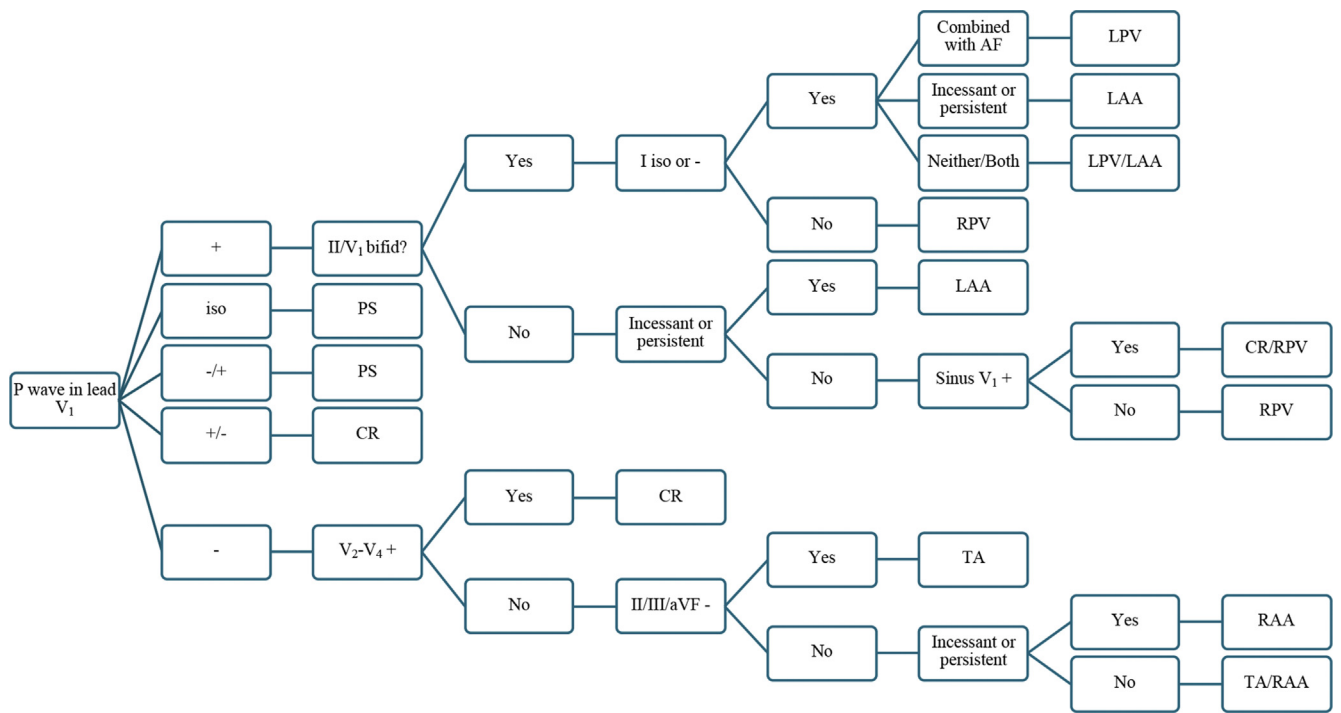 P wave in lead
V₁
+
II/V₁ bifid?
Yes
I iso or -
Yes
Combined
with AF
LPV
Incessant or
persistent
LAA
Neither/Both
LPV/LAA
No
RPV
No
Incessant or
persistent
Yes
LAA
No
Sinus V₁ +
Yes
CR/RPV
No
RPV
iso
PS
-/+
PS
+/-
CR
-
V₂-V₄ +
Yes
CR
No
II/III/aVF -
Yes
TA
No
Incessant or
persistent
Yes
RAA
No
TA/RAA